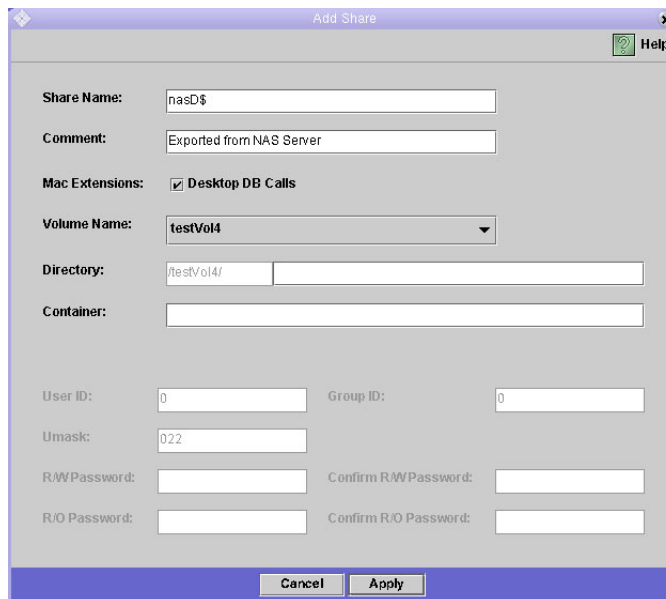 Add Share
Help
Share Name: nasD$
Comment: Exported from NAS Server
Mac Extensions: Desktop DB Calls
Volume Name: testVol4
Directory: /testVol4/
Container:
User ID: 0 Group ID: 0
Umask: 022
R/W Password: Confirm R/W Password:
R/O Password: Confirm R/O Password:
Cancel Apply